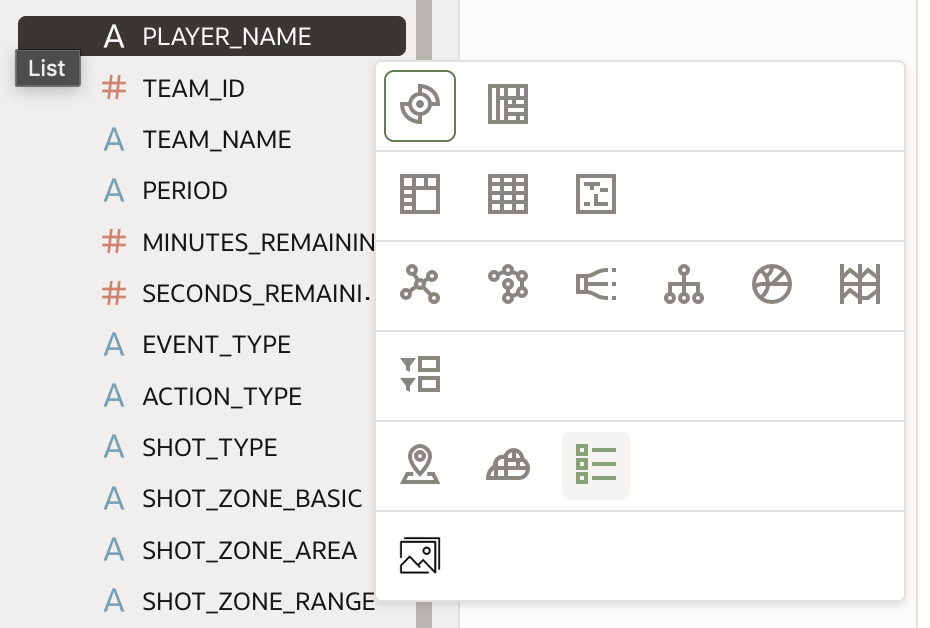 A PLAYER_NAME
List
# TEAM_ID
A TEAM_NAME
A PERIOD
# MINUTES_REMAININ
# SECONDS_REMAINI.
A EVENT_TYPE
A ACTION_TYPE
A SHOT_TYPE
A SHOT_ZONE_BASIC
A SHOT_ZONE_AREA
A SHOT_ZONE_RANGE